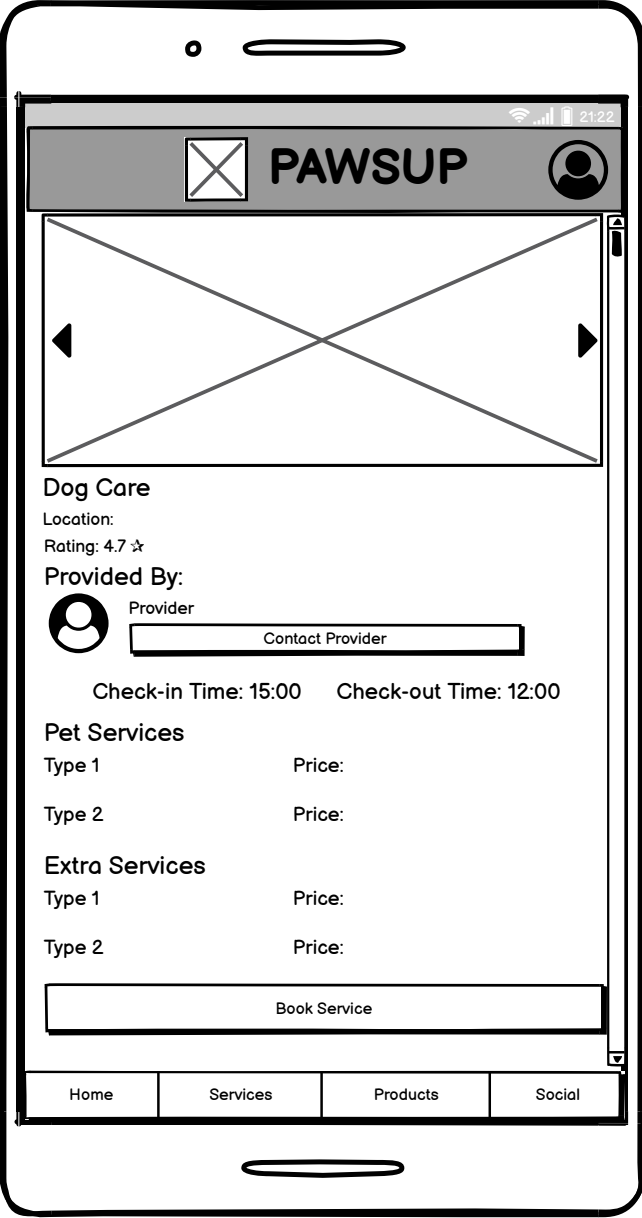 21:22
PAWSUP
Dog Care
Location:
Rating: 4.7 ☆
Provided By:
Provider
Contact Provider
Check-in Time: 15:00 Check-out Time: 12:00
Pet Services
Type 1 Price:
Type 2 Price:
Extra Services
Type 1 Price:
Type 2 Price:
Book Service
Home Services Products Social